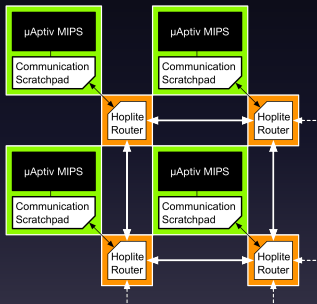 µAptiv MIPS
Communication
Scratchpad
µAptiv MIPS
Communication
Scratchpad
Hoplite
Router
Hoplite
Router
µAptiv MIPS
Communication
Scratchpad
µAptiv MIPS
Communication
Scratchpad
Hoplite
Router
Hoplite
Router